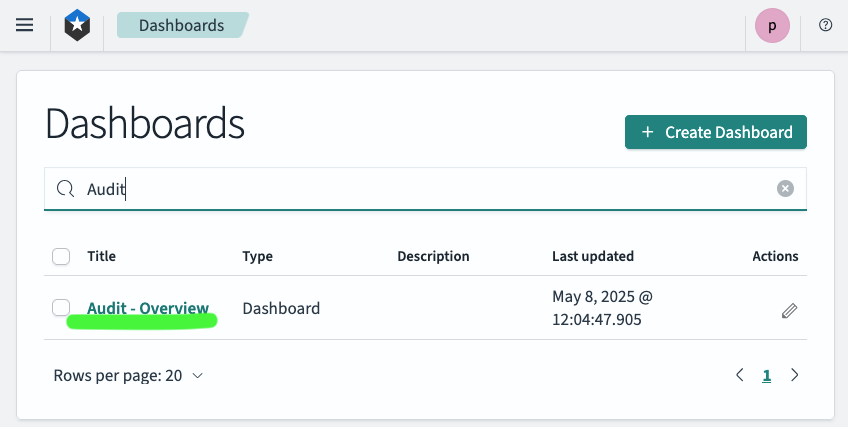 Dashboards
p
Dashboards
+ Create Dashboard
Audit
Title Type Description Last updated Actions
Audit - Overview Dashboard May 8, 2025 @
12:04:47.905
Rows per page: 20
1